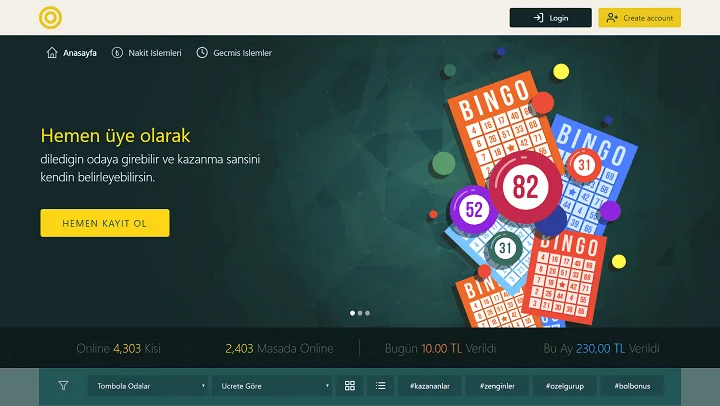 Login
Create account
Anasayfa
Nakit Islemleri
Gecmis Islemler
Hemen üye olarak
diledigin odaya girebilir ve kazanma sansini
kendin belirleyebilirsin.
HEMEN KAYIT OL
BINGO
BINGO
82
31
52
31
BINGO
Online 4,303 Kisi
2,403 Masada Online
Bugün 10.00 TL Verildi
Bu Ay 230,00 TL Verildi
Tombola Odalar
Ucrete Göre
#kazananlar
#zenginler
#ozelgurup
#bolbonus